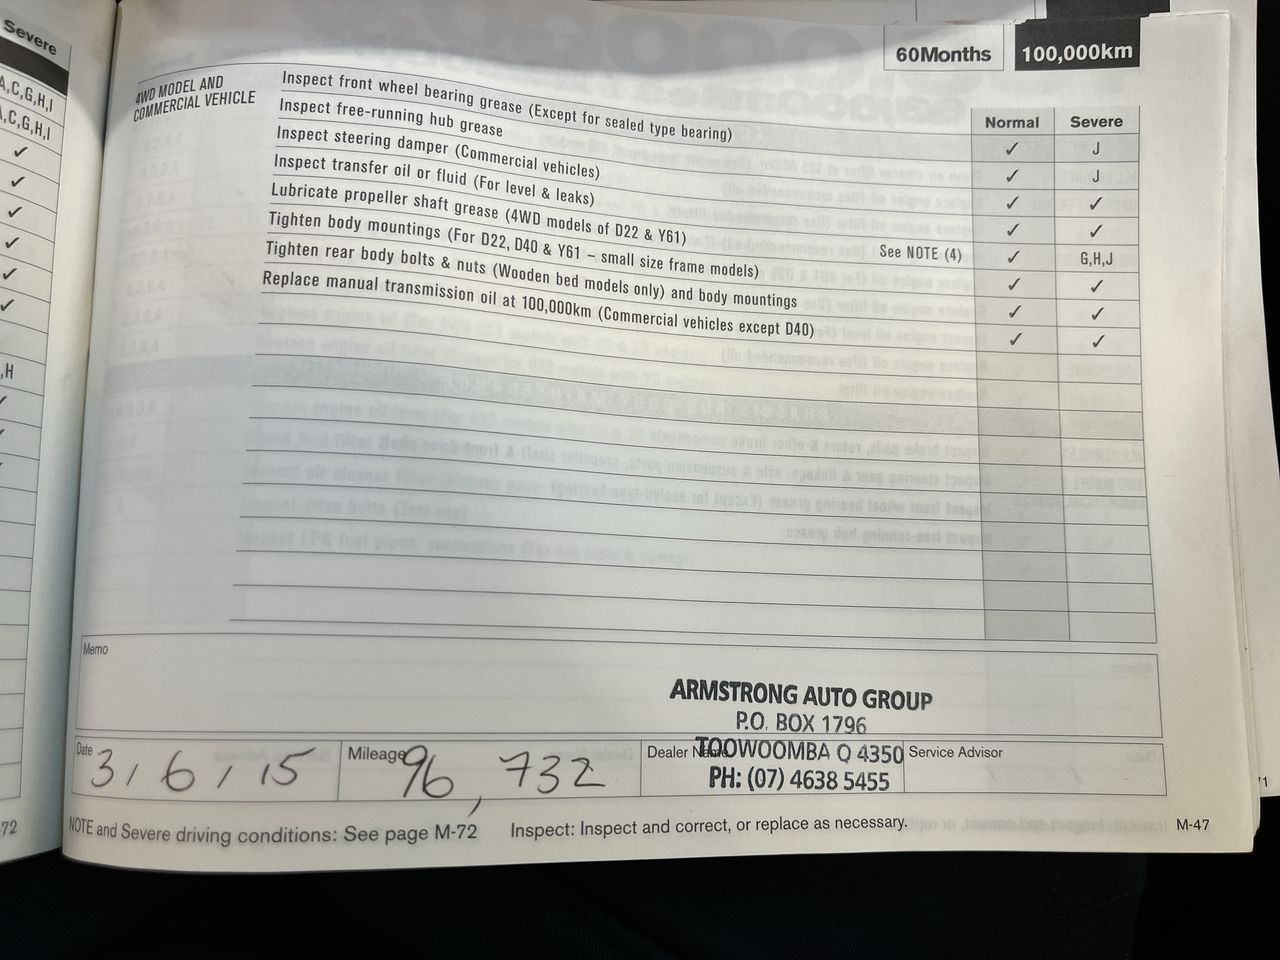 Severe
A,C,G,H,I
A,C,G,H,I
✓
✓
✓
✓
✓
✓
,H
72
60Months 100,000km
4WD MODEL AND
COMMERCIAL VEHICLE
Normal Severe
Inspect front wheel bearing grease (Except for sealed type bearing) ✓ J
Inspect free-running hub grease ✓ J
Inspect steering damper (Commercial vehicles) ✓ ✓
Inspect transfer oil or fluid (For level & leaks) ✓ ✓
Lubricate propeller shaft grease (4WD models of D22 & Y61) See NOTE (4) ✓ G,H,J
Tighten body mountings (For D22, D40 & Y61 – small size frame models) ✓ ✓
Tighten rear body bolts & nuts (Wooden bed models only) and body mountings ✓ ✓
Replace manual transmission oil at 100,000km (Commercial vehicles except D40) ✓ ✓
Memo
ARMSTRONG AUTO GROUP
P.O. BOX 1796
TOOWOOMBA Q 4350
PH: (07) 4638 5455
Date 3/6/15 Mileage 96,732 Dealer Name Service Advisor
NOTE and Severe driving conditions: See page M-72 Inspect: Inspect and correct, or replace as necessary. M-47